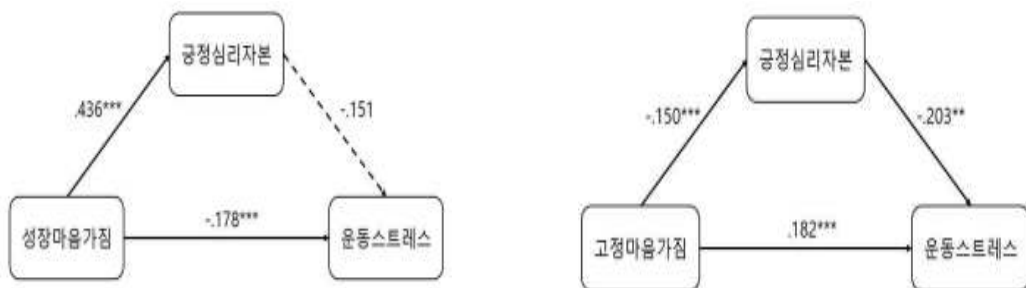 긍정심리자본
.436***
-.151
성장마음가짐
-.178***
운동스트레스
긍정심리자본
-.150***
-.203**
고정마음가짐
.182***
운동스트레스